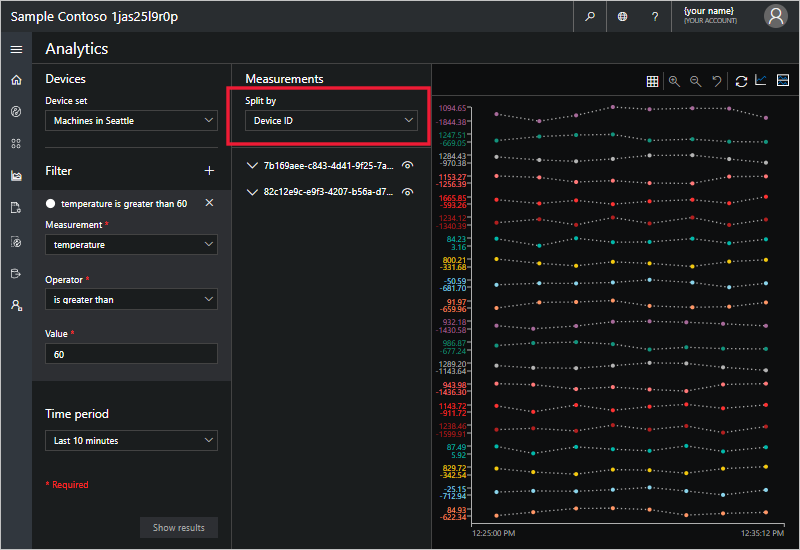 Sample Contoso 1jas25l9r0p
?
{your name}
{YOUR ACCOUNT}
Analytics
Devices
Device set
Machines in Seattle
Filter
+
temperature is greater than 60
Measurement *
temperature
Operator *
is greater than
Value *
60
Time period
Last 10 minutes
* Required
Show results
Measurements
Split by
Device ID
7b169aee-c843-4d41-9f25-7a...
82c12e9c-e9f3-4207-b56a-d7...
1094.65
-1844.38
1247.51
-669.05
1284.43
-970.38
1153.27
-1256.39
1665.85
-593.26
1234.12
-1340.39
84.23
3.16
800.21
-331.68
-50.59
-681.70
91.97
-659.96
932.18
-1430.58
986.87
-677.24
1289.20
-1143.64
943.98
-1436.30
1143.72
-911.72
1238.46
-1599.91
87.49
5.92
829.72
-342.54
-25.15
-712.94
84.93
-622.34
12:25:00 PM
12:35:12 PM